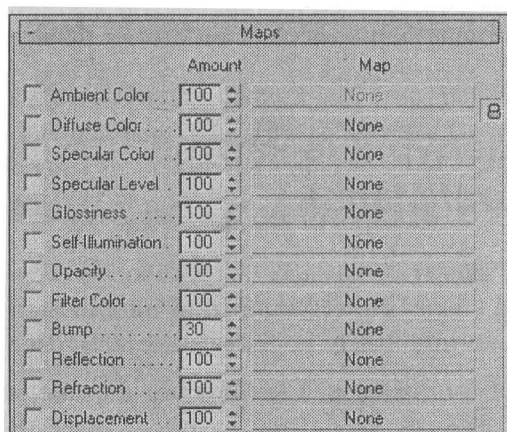 - Maps
Amount Map
Ambient Color . . . 100 None
Diffuse Color . . . . 100 None
Specular Color . 100 None
Specular Level . 100 None
Glossiness . . . . . 100 None
Self-Illumination . 100 None
Opacity . . . . . . . 100 None
Filter Color . . . . . 100 None
Bump . . . . . . . . . 30 None
Reflection . . . . . 100 None
Refraction . . . . . 100 None
Displacement . . 100 None